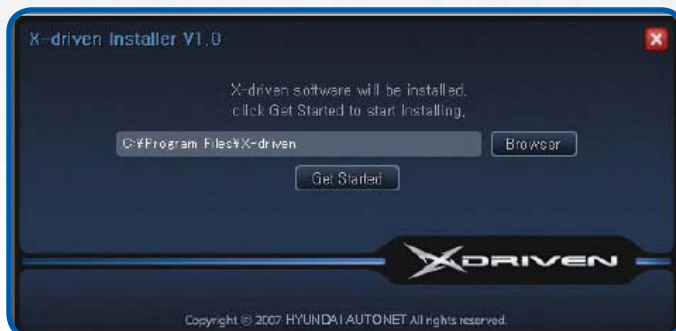 X-driven Installer V1.0
X-driven software will be installed.
click Get Started to start installing.
C:¥Program Files¥X-driven
Browser
Get Started
XDRIVEN
Copyright © 2007 HYUNDAI AUTONET All rights reserved.